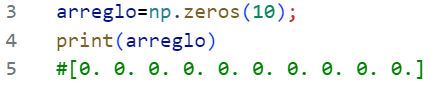 3 arreglo=np.zeros(10);
4 print(arreglo)
5 #[0. 0. 0. 0. 0. 0. 0. 0. 0. 0.]